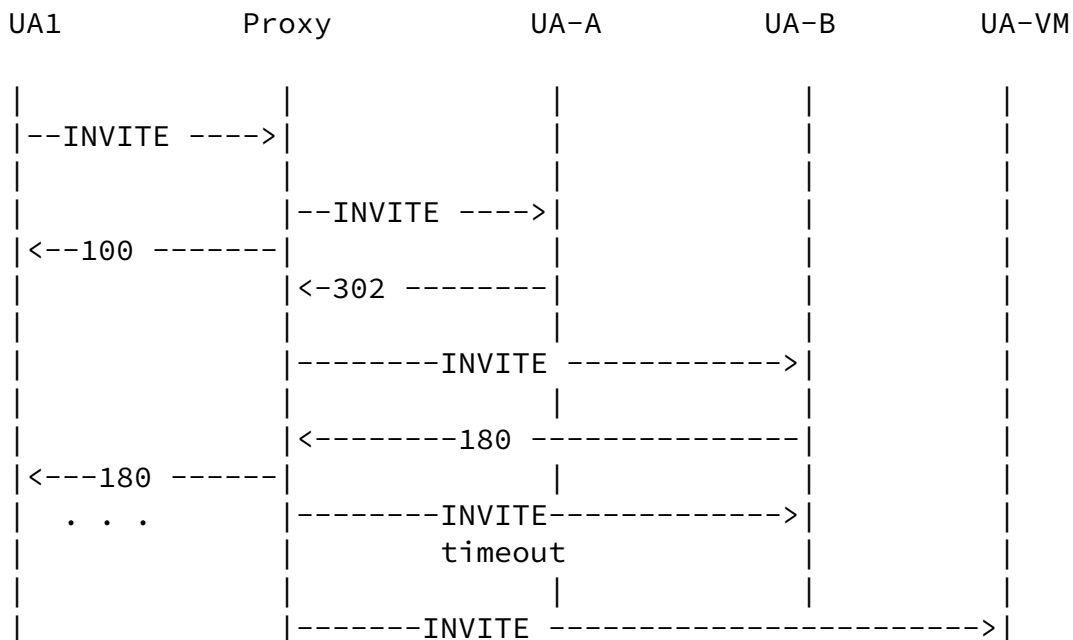 UA1 Proxy UA-A UA-B UA-VM
--INVITE ---->
--INVITE ---->
<--100 -------
<-302 --------
--------INVITE ------------>
<--------180 ---------------
<---180 ------
. . . --------INVITE------------->
timeout
-------INVITE ------------------------->